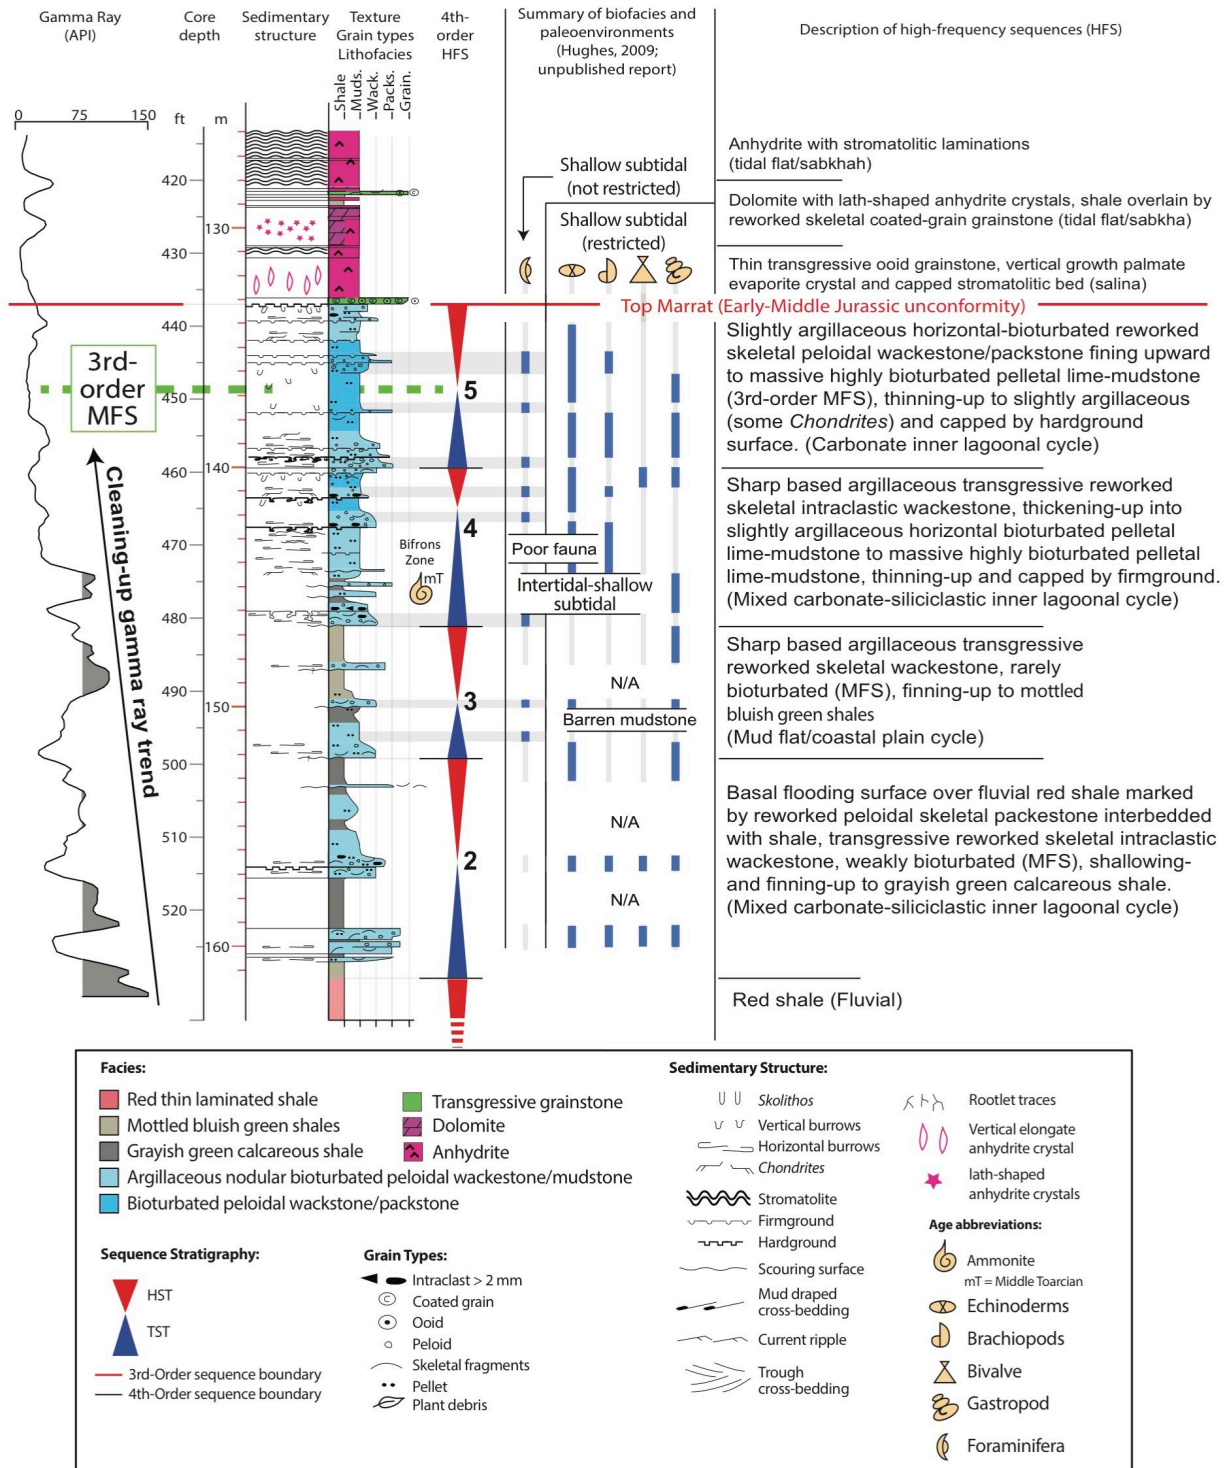 Gamma Ray
(API)
Core
depth
Sedimentary
structure
Texture
Grain types
Lithofacies
4th-
order
HFS
Summary of biofacies and
paleoenvironments
(Hughes, 2009;
unpublished report)
Description of high-frequency sequences (HFS)
Shale
Muds.
Wack.
Packs.
Grain.
0
75
150
ft
m
420
430
440
450
460
470
480
490
500
510
520
130
140
150
160
3rd-
order
MFS
Cleaning-up gamma ray trend
Bifrons
Zone
mT
5
4
3
2
Shallow subtidal
(not restricted)
Shallow subtidal
(restricted)
Poor fauna
Intertidal-shallow
subtidal
N/A
Barren mudstone
N/A
N/A
Anhydrite with stromatolitic laminations
(tidal flat/sabkhah)
Dolomite with lath-shaped anhydrite crystals, shale overlain by
reworked skeletal coated-grain grainstone (tidal flat/sabkha)
Thin transgressive ooid grainstone, vertical growth palmate
evaporite crystal and capped stromatolitic bed (salina)
Top Marrat (Early-Middle Jurassic unconformity)
Slightly argillaceous horizontal-bioturbated reworked
skeletal peloidal wackestone/packstone fining upward
to massive highly bioturbated pelletal lime-mudstone
(3rd-order MFS), thinning-up to slightly argillaceous
(some Chondrites) and capped by hardground
surface. (Carbonate inner lagoonal cycle)
Sharp based argillaceous transgressive reworked
skeletal intraclastic wackestone, thickening-up into
slightly argillaceous horizontal bioturbated pelletal
lime-mudstone to massive highly bioturbated pelletal
lime-mudstone, thinning-up and capped by firmground.
(Mixed carbonate-siliciclastic inner lagoonal cycle)
Sharp based argillaceous transgressive
reworked skeletal wackestone, rarely
bioturbated (MFS), finning-up to mottled
bluish green shales
(Mud flat/coastal plain cycle)
Basal flooding surface over fluvial red shale marked
by reworked peloidal skeletal packestone interbedded
with shale, transgressive reworked skeletal intraclastic
wackestone, weakly bioturbated (MFS), shallowing-
and finning-up to grayish green calcareous shale.
(Mixed carbonate-siliciclastic inner lagoonal cycle)
Red shale (Fluvial)
Facies:
Red thin laminated shale
Mottled bluish green shales
Grayish green calcareous shale
Argillaceous nodular bioturbated peloidal wackestone/mudstone
Bioturbated peloidal wackstone/packstone
Transgressive grainstone
Dolomite
Anhydrite
Sequence Stratigraphy:
HST
TST
3rd-Order sequence boundary
4th-Order sequence boundary
Grain Types:
Intraclast > 2 mm
Coated grain
Ooid
Peloid
Skeletal fragments
Pellet
Plant debris
Sedimentary Structure:
Skolithos
Vertical burrows
Horizontal burrows
Chondrites
Stromatolite
Firmground
Hardground
Scouring surface
Mud draped
cross-bedding
Current ripple
Trough
cross-bedding
Rootlet traces
Vertical elongate
anhydrite crystal
lath-shaped
anhydrite crystals
Age abbreviations:
Ammonite
mT = Middle Toarcian
Echinoderms
Brachiopods
Bivalve
Gastropod
Foraminifera